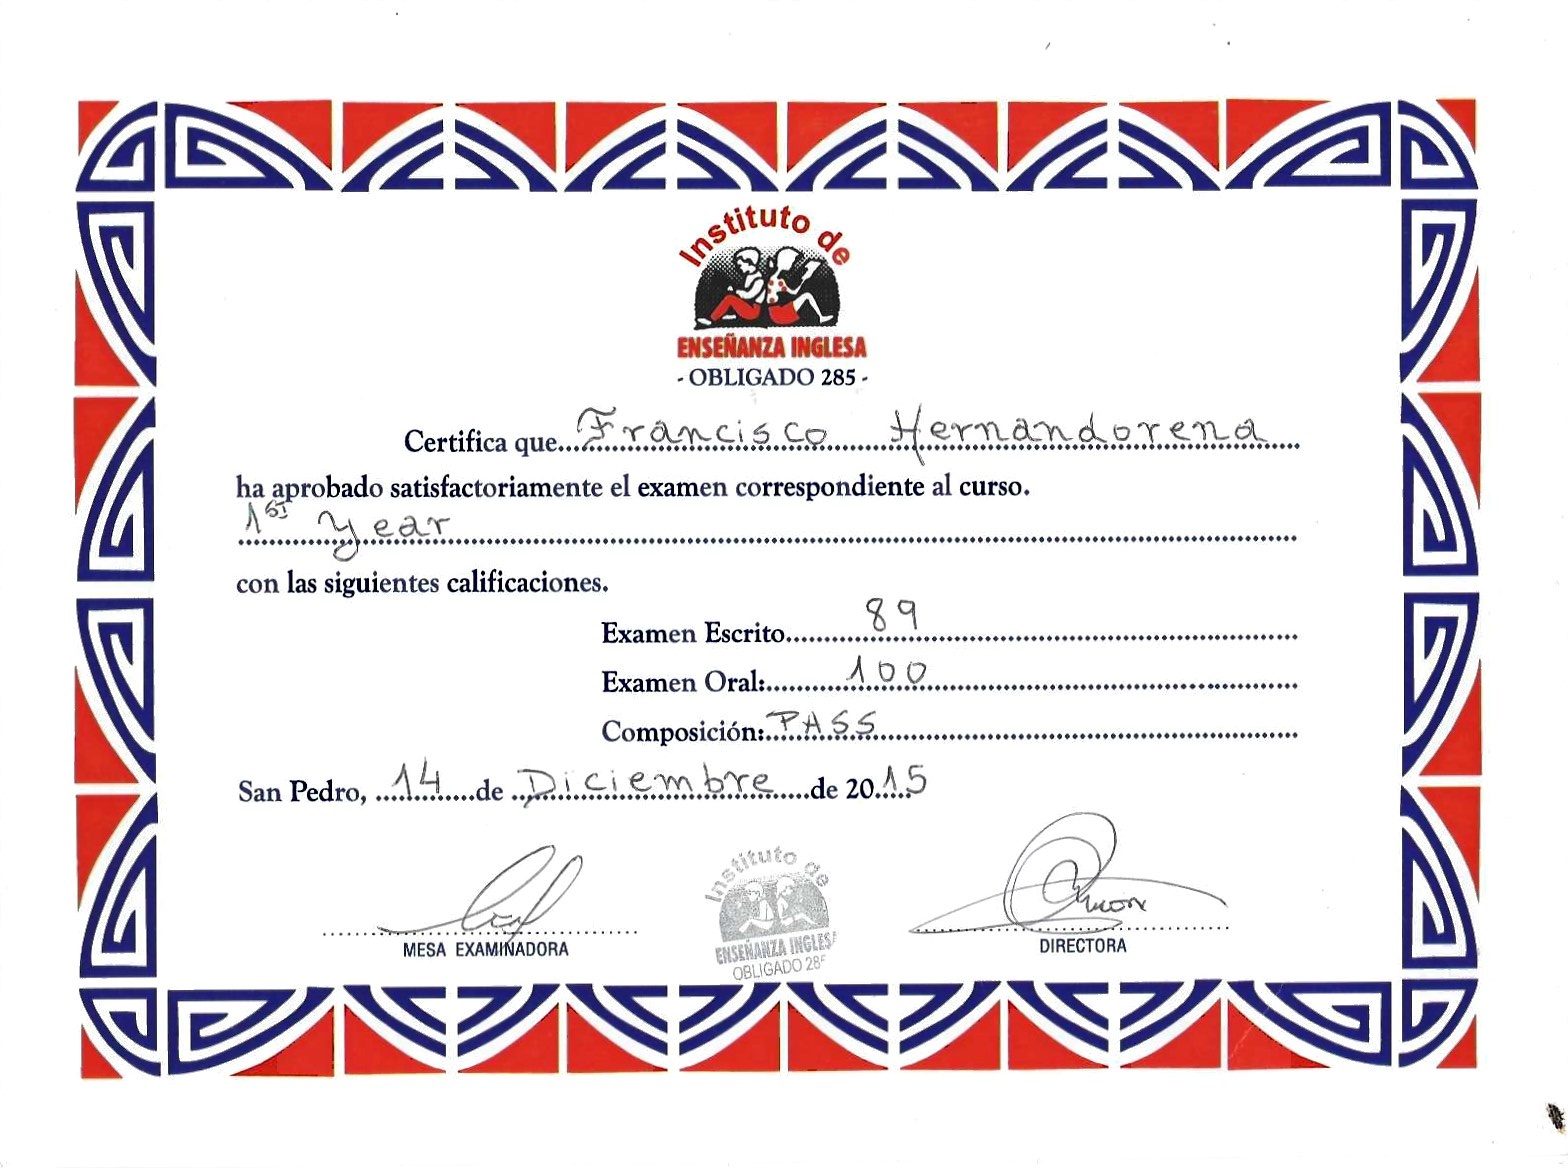 Instituto de
ENSEÑANZA INGLESA
- OBLIGADO 285 -
Certifica que Francisco Hernandorena
ha aprobado satisfactoriamente el examen correspondiente al curso.
1st Year
con las siguientes calificaciones.
Examen Escrito 89
Examen Oral: 100
Composición: PASS
San Pedro, 14 de Diciembre de 2015
Instituto de
ENSEÑANZA INGLES
OBLIGADO 28
MESA EXAMINADORA
DIRECTORA